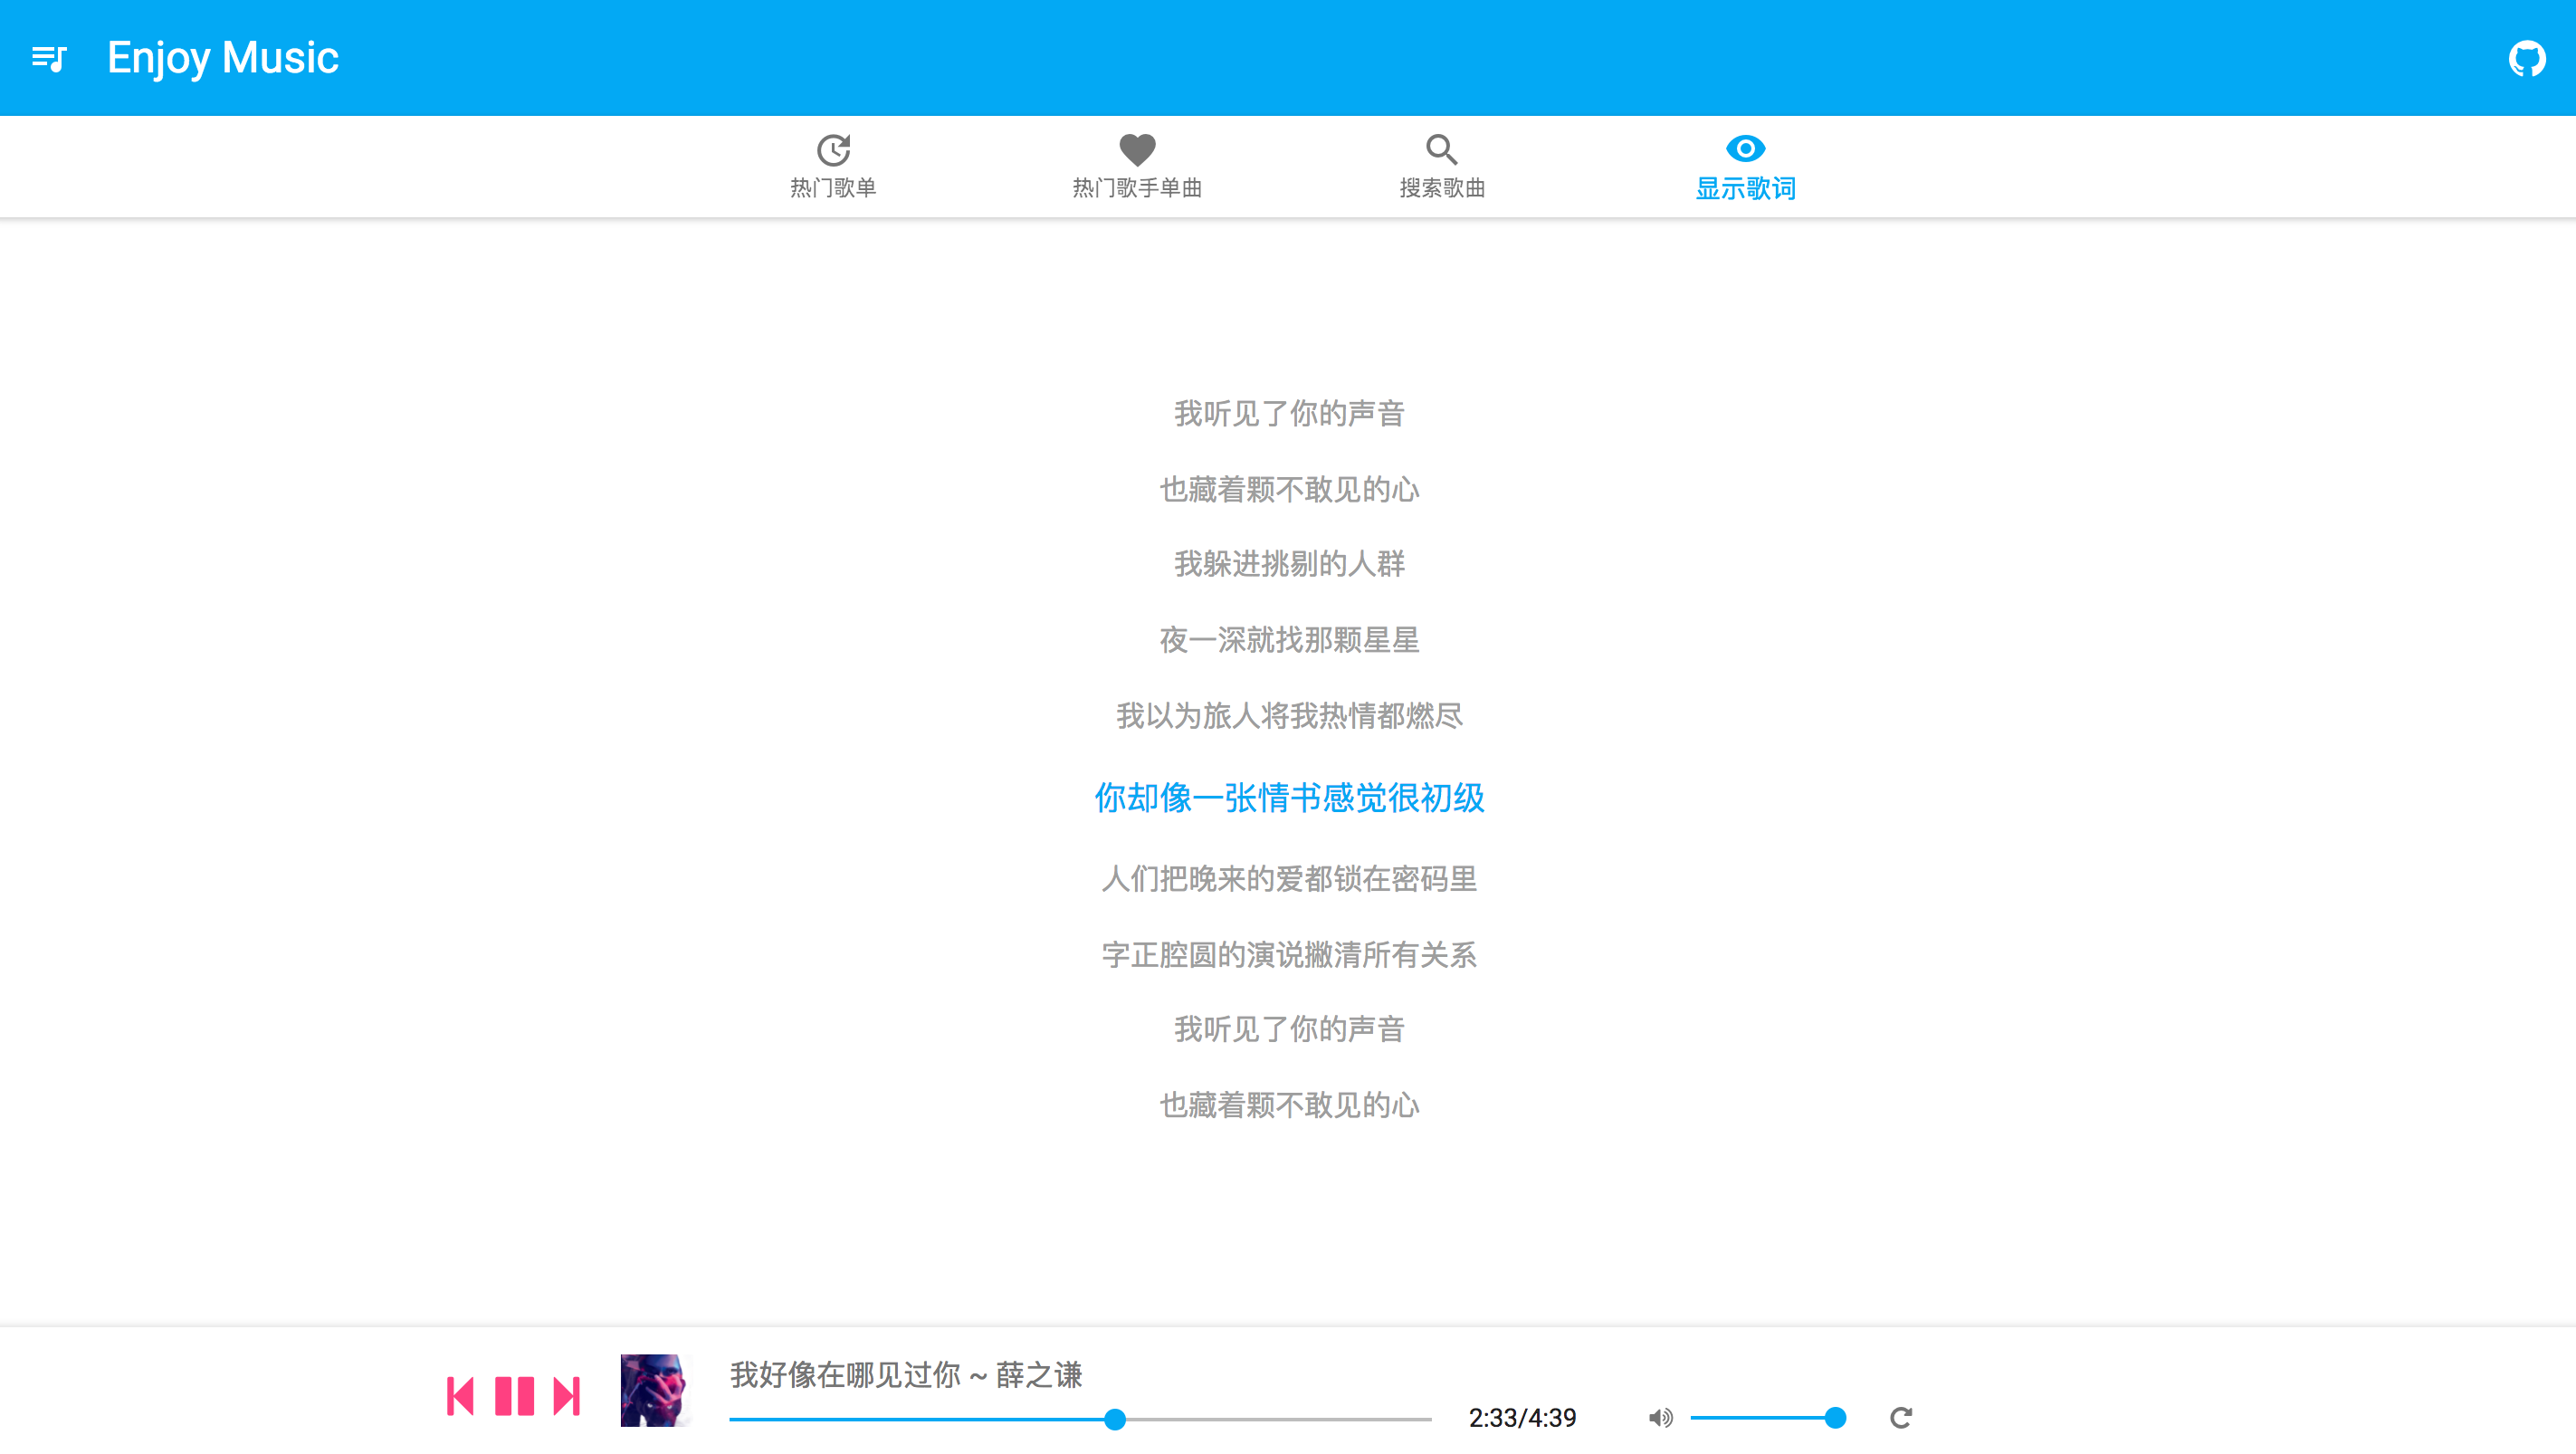 Enjoy Music
热门歌单
热门歌手单曲
搜索歌曲
显示歌词
我听见了你的声音
也藏着颗不敢见的心
我躲进挑剔的人群
夜一深就找那颗星星
我以为旅人将我热情都燃尽
你却像一张情书感觉很初级
人们把晚来的爱都锁在密码里
字正腔圆的演说撇清所有关系
我听见了你的声音
也藏着颗不敢见的心
我好像在哪见过你 ~ 薛之谦
2:33/4:39